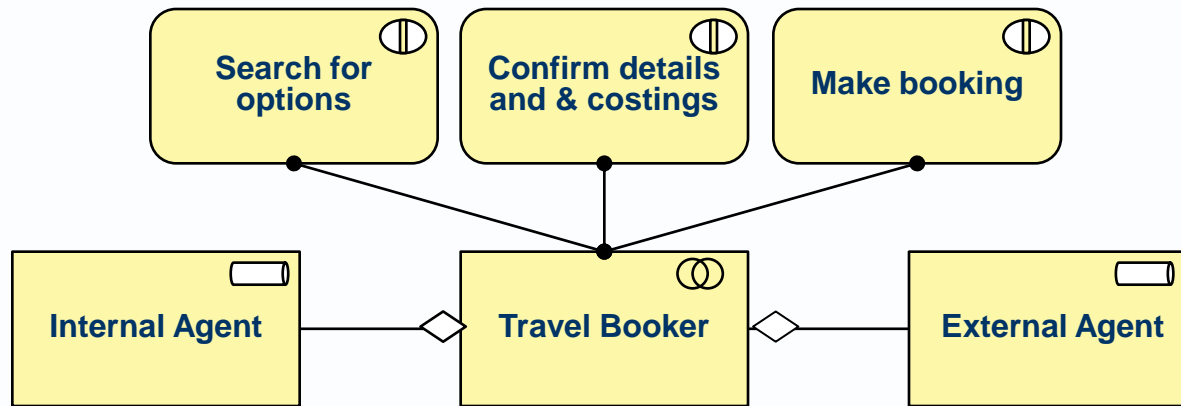 Search for
options
Confirm details
and & costings
Make booking
Internal Agent
Travel Booker
External Agent